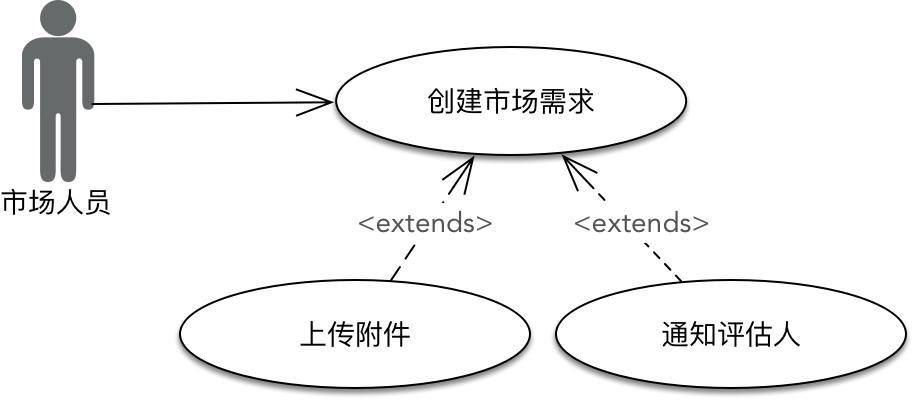 创建市场需求
市场人员
<extends>
<extends>
上传附件
通知评估人